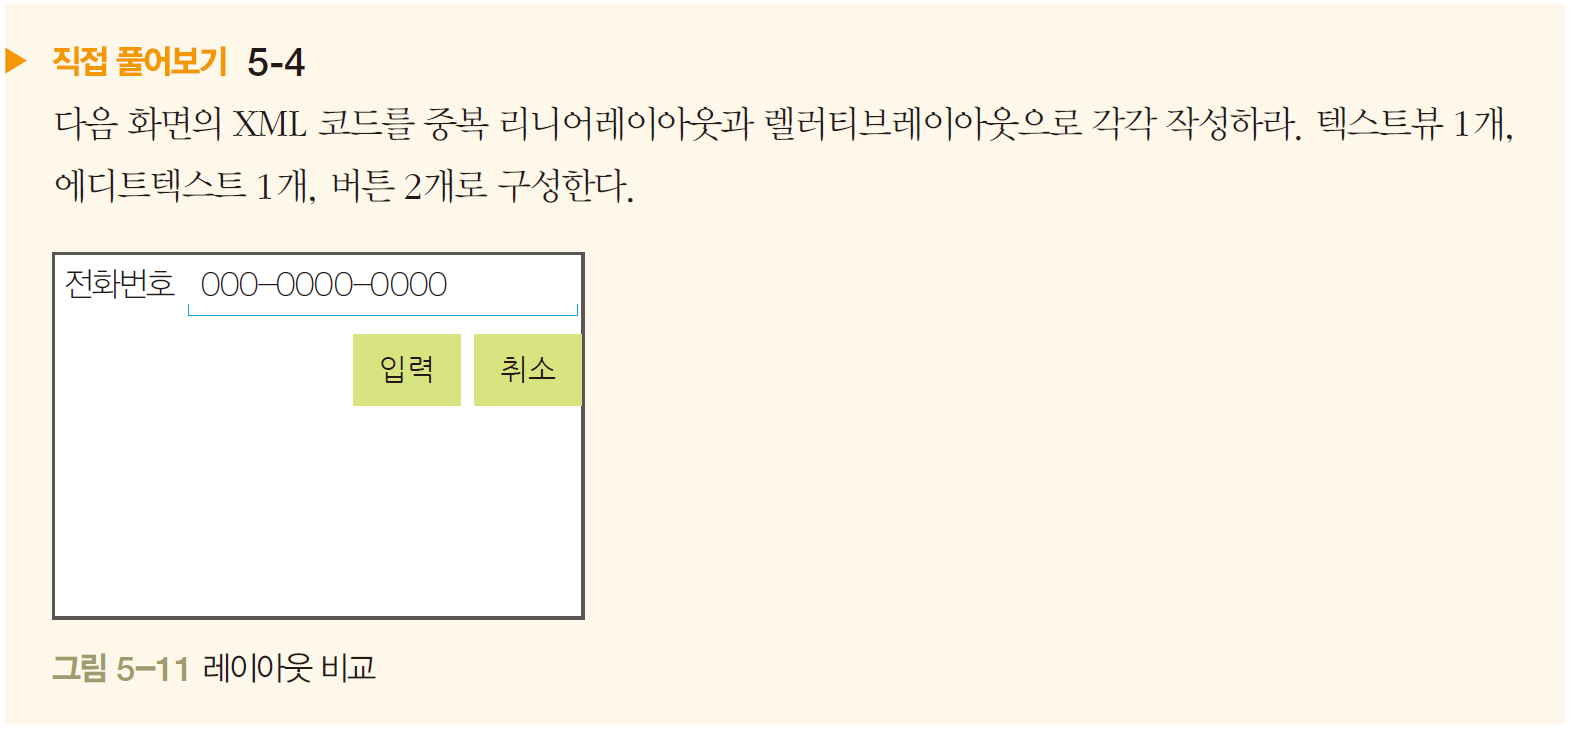 직접 풀어보기 5-4
다음 화면의 XML 코드를 중복 리니어레이아웃과 렐러티브레이아웃으로 각각 작성하라. 텍스트뷰 1개,
에디트텍스트 1개, 버튼 2개로 구성한다.
전화번호 000-0000-0000
입력 취소
그림 5-11 레이아웃 비교